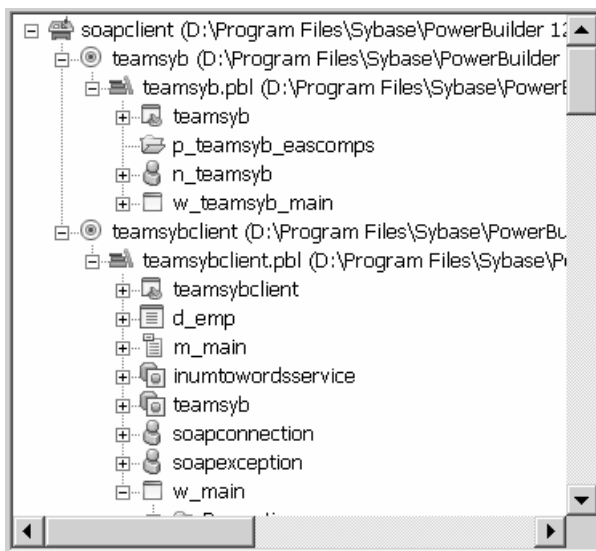 soapclient (D:\Program Files\Sybase\PowerBuilder 12
teamsyb (D:\Program Files\Sybase\PowerBuilder
teamsyb.pbl (D:\Program Files\Sybase\Power
teamsyb
p_teamsyb_eascomps
n_teamsyb
w_teamsyb_main
teamsybclient (D:\Program Files\Sybase\PowerBu
teamsybclient.pbl (D:\Program Files\Sybase\P
teamsybclient
d_emp
m_main
inumtowordsservice
teamsyb
soapconnection
soapexception
w_main